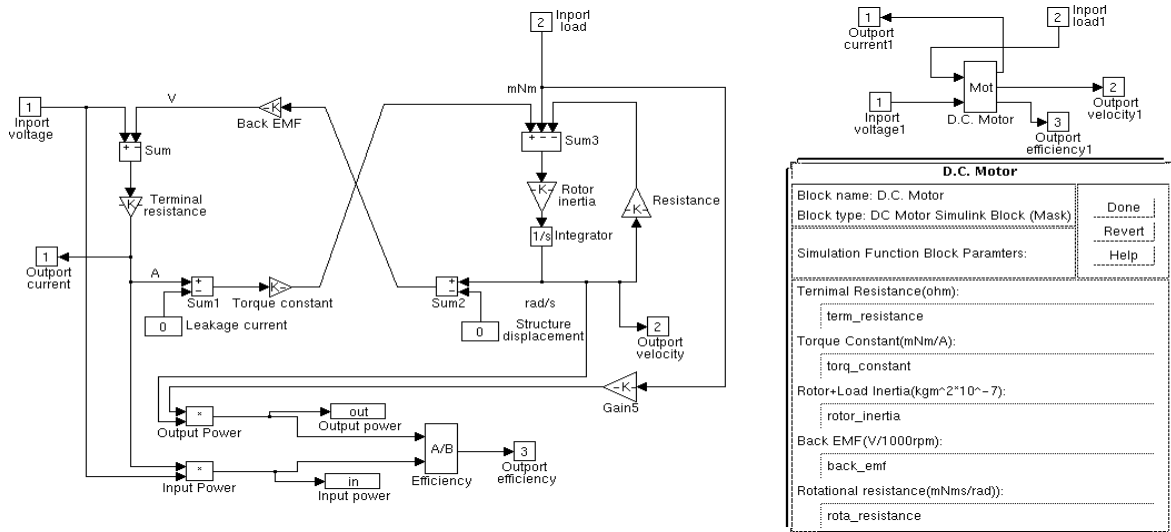 2
Inport
load
mNm
1
Inport
voltage
V
-K-
Back EMF
+ -
Sum
+ - -
Sum3
-K-
Terminal
resistance
-K-
Rotor
inertia
-K-
Resistance
1/s
Integrator
1
Outport
current
A
+
-
Sum1
K-
Torque constant
+
-
Sum2
rad/s
0
Leakage current
0
Structure
displacement
2
Outport
velocity
-K-
Gain5
*
Output Power
out
Output power
A/B
Efficiency
3
Outport
efficiency
*
Input Power
in
Input power
1
Outport
current1
2
Inport
load1
Mot
D.C. Motor
1
Inport
voltage1
2
Outport
velocity1
3
Outport
efficiency1
D.C. Motor
Block name: D.C. Motor
Block type: DC Motor Simulink Block (Mask)
Done
Revert
Help
Simulation Function Block Paramters:
Ternimal Resistance(ohm):
term_resistance
Torque Constant(mNm/A):
torq_constant
Rotor+Load Inertia(kgm^2*10^-7):
rotor_inertia
Back EMF(V/1000rpm):
back_emf
Rotational resistance(mNms/rad)):
rota_resistance